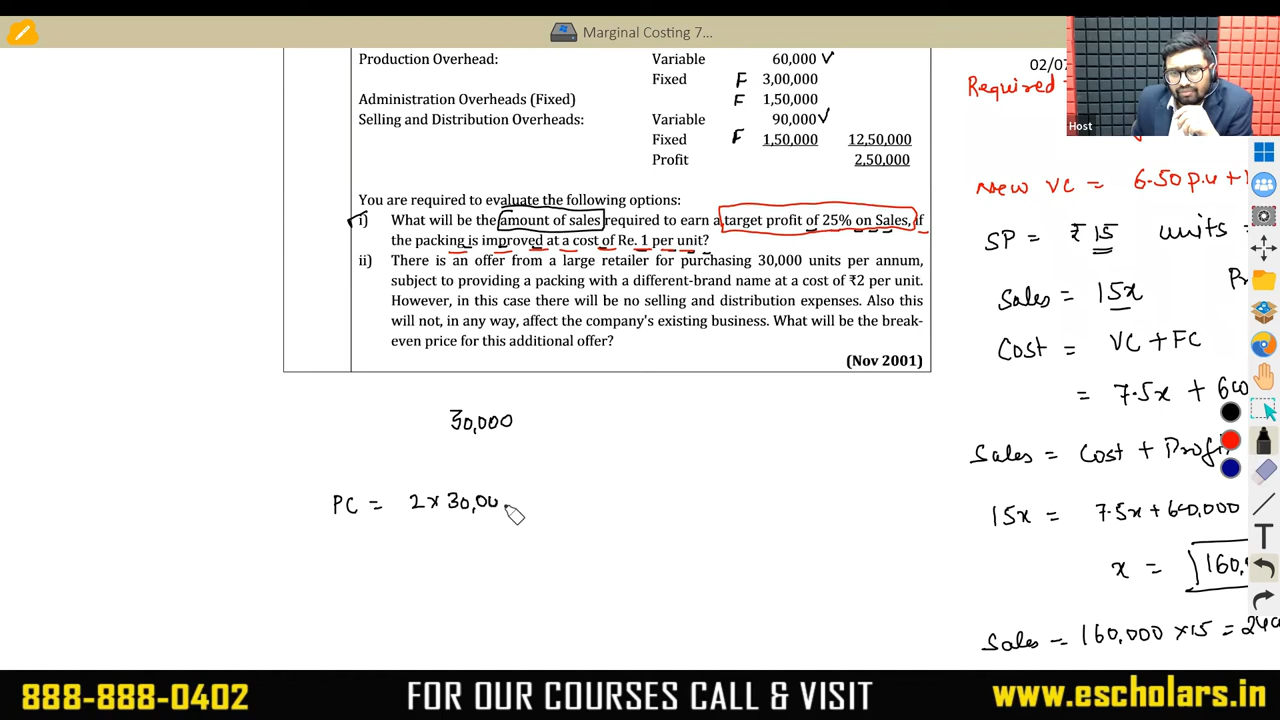 Marginal Costing 7...
Production Overhead: Variable 60,000 ✓
Fixed F 3,00,000
Administration Overheads (Fixed) F 1,50,000
Selling and Distribution Overheads: Variable 90,000 ✓
Fixed F 1,50,000 12,50,000
Profit 2,50,000
You are required to evaluate the following options:
i) What will be the amount of sales required to earn a target profit of 25% on Sales, if
the packing is improved at a cost of Re. 1 per unit?
ii) There is an offer from a large retailer for purchasing 30,000 units per annum,
subject to providing a packing with a different-brand name at a cost of ₹2 per unit.
However, in this case there will be no selling and distribution expenses. Also this
will not, in any way, affect the company's existing business. What will be the break-
even price for this additional offer?
(Nov 2001)
30,000
PC = 2 x 30,00
02/07
Required
Host
New VC = 6.50 p.u +
SP = ₹15 units =
Sales = 15x
Cost = VC + FC
= 7.5x + 600
Sales = Cost + Profit
15x = 7.5x + 600,000
x = 160,
Sales = 160,000 x 15 = 240
T
888-888-0402 FOR OUR COURSES CALL & VISIT www.escholars.in